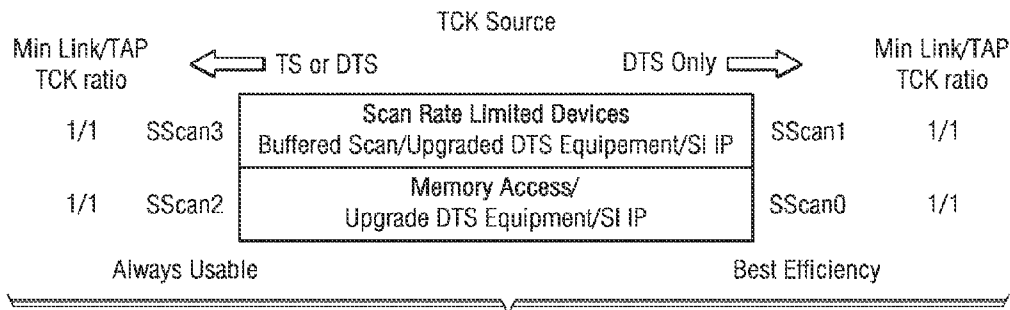 TCK Source
Min Link/TAP TCK ratio
TS or DTS
DTS Only
Min Link/TAP TCK ratio
1/1 SScan3 Scan Rate Limited Devices SScan1 1/1
Buffered Scan/Upgraded DTS Equipement/SI IP
1/1 SScan2 Memory Access/ SScan0 1/1
Upgrade DTS Equipment/SI IP
Always Usable
Best Efficiency